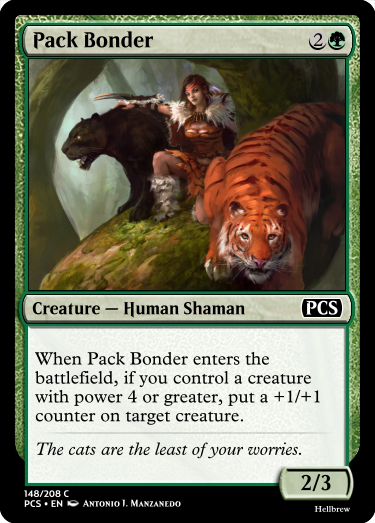 Pack Bonder 2
Creature — Human Shaman PCS
When Pack Bonder enters the
battlefield, if you control a creature
with power 4 or greater, put a +1/+1
counter on target creature.
The cats are the least of your worries.
2/3
148/208 C
PCS • EN Antonio J. Manzanedo
Hellbrew